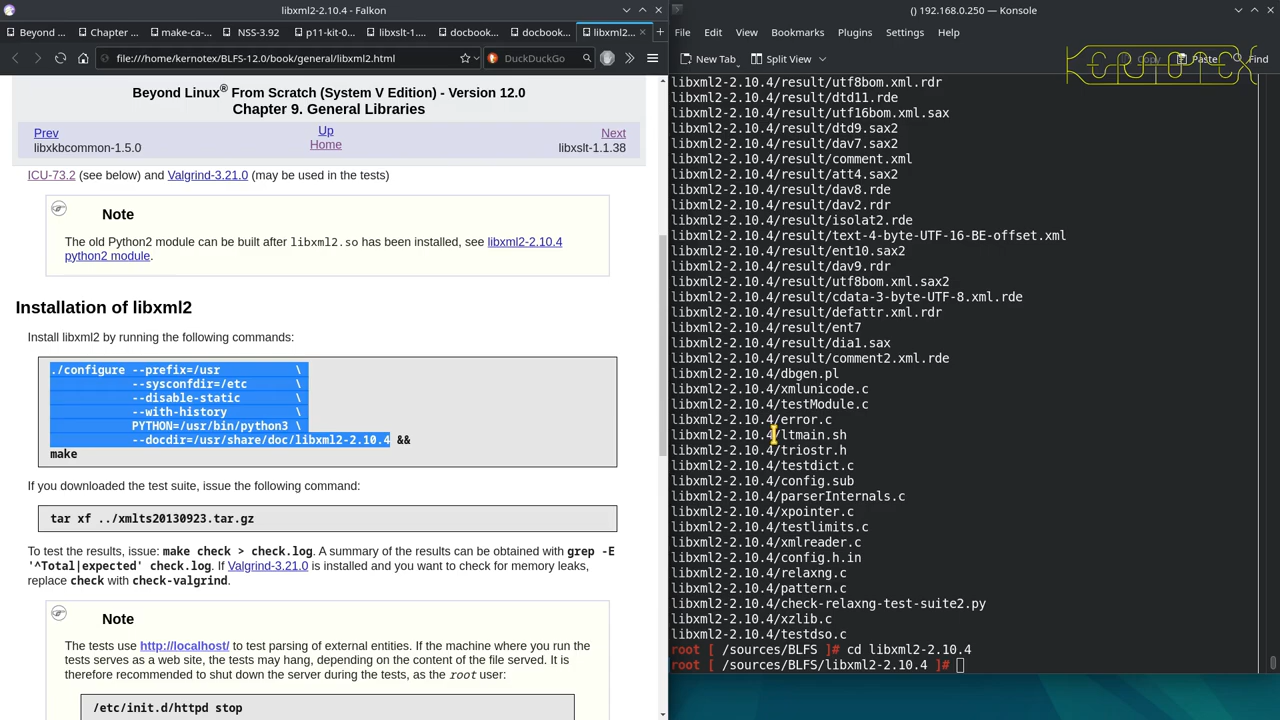 libxml2-2.10.4 - Falkon
Beyond ...
Chapter ...
make-ca-...
NSS-3.92
p11-kit-0...
libxslt-1....
docbook...
docbook...
libxml2-...
file:///home/kernotex/BLFS-12.0/book/general/libxml2.html
DuckDuckGo
Beyond Linux® From Scratch (System V Edition) - Version 12.0
Chapter 9. General Libraries
Prev
Up
Next
libxkbcommon-1.5.0
Home
libxslt-1.1.38
ICU-73.2 (see below) and Valgrind-3.21.0 (may be used in the tests)
Note
The old Python2 module can be built after libxml2.so has been installed, see libxml2-2.10.4
python2 module.
Installation of libxml2
Install libxml2 by running the following commands:
./configure --prefix=/usr \
--sysconfdir=/etc \
--disable-static \
--with-history \
PYTHON=/usr/bin/python3 \
--docdir=/usr/share/doc/libxml2-2.10.4 &&
make
If you downloaded the test suite, issue the following command:
tar xf ../xmlts20130923.tar.gz
To test the results, issue: make check > check.log. A summary of the results can be obtained with grep -E
'^Total|expected' check.log. If Valgrind-3.21.0 is installed and you want to check for memory leaks,
replace check with check-valgrind.
Note
The tests use http://localhost/ to test parsing of external entities. If the machine where you run the
tests serves as a web site, the tests may hang, depending on the content of the file served. It is
therefore recommended to shut down the server during the tests, as the root user:
/etc/init.d/httpd stop
() 192.168.0.250 — Konsole
File Edit View Bookmarks Plugins Settings Help
New Tab
Split View
Copy
Paste
Find
KERNOTEX
libxml2-2.10.4/result/utf8bom.xml.rdr
libxml2-2.10.4/result/dtd11.rde
libxml2-2.10.4/result/utf16bom.xml.sax
libxml2-2.10.4/result/dtd9.sax2
libxml2-2.10.4/result/dav7.sax2
libxml2-2.10.4/result/comment.xml
libxml2-2.10.4/result/att4.sax2
libxml2-2.10.4/result/dav8.rde
libxml2-2.10.4/result/dav2.rdr
libxml2-2.10.4/result/isolat2.rde
libxml2-2.10.4/result/text-4-byte-UTF-16-BE-offset.xml
libxml2-2.10.4/result/ent10.sax2
libxml2-2.10.4/result/dav9.rdr
libxml2-2.10.4/result/utf8bom.xml.sax2
libxml2-2.10.4/result/cdata-3-byte-UTF-8.xml.rde
libxml2-2.10.4/result/defattr.xml.rdr
libxml2-2.10.4/result/ent7
libxml2-2.10.4/result/dia1.sax
libxml2-2.10.4/result/comment2.xml.rde
libxml2-2.10.4/dbgen.pl
libxml2-2.10.4/xmlunicode.c
libxml2-2.10.4/testModule.c
libxml2-2.10.4/error.c
libxml2-2.10.4/ltmain.sh
libxml2-2.10.4/triostr.h
libxml2-2.10.4/testdict.c
libxml2-2.10.4/config.sub
libxml2-2.10.4/parserInternals.c
libxml2-2.10.4/xpointer.c
libxml2-2.10.4/testlimits.c
libxml2-2.10.4/xmlreader.c
libxml2-2.10.4/config.h.in
libxml2-2.10.4/relaxng.c
libxml2-2.10.4/pattern.c
libxml2-2.10.4/check-relaxng-test-suite2.py
libxml2-2.10.4/xzlib.c
libxml2-2.10.4/testdso.c
root [ /sources/BLFS ]# cd libxml2-2.10.4
root [ /sources/BLFS/libxml2-2.10.4 ]#